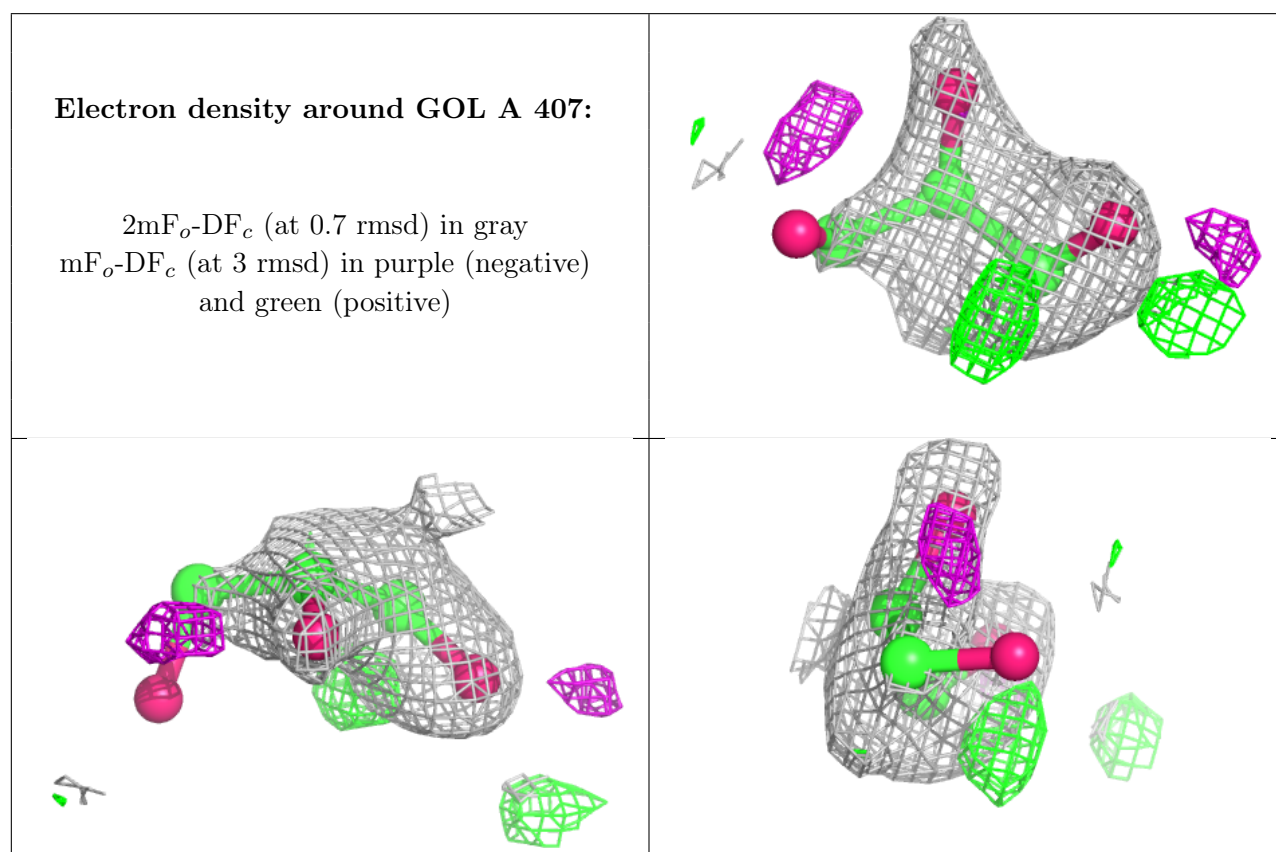 Electron density around GOL A 407:
2mFo-DFc (at 0.7 rmsd) in gray
mFo-DFc (at 3 rmsd) in purple (negative)
and green (positive)